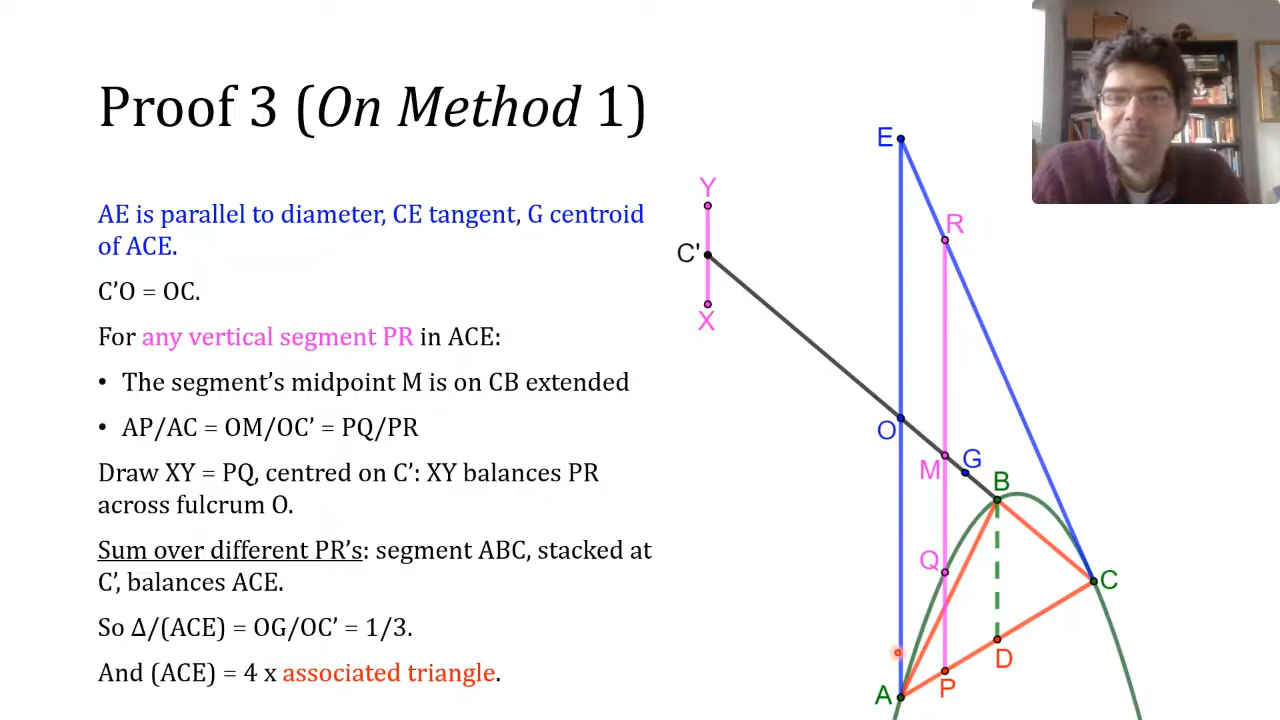 Proof 3 (On Method 1)
AE is parallel to diameter, CE tangent, G centroid
of ACE.
C’O = OC.
For any vertical segment PR in ACE:
• The segment’s midpoint M is on CB extended
• AP/AC = OM/OC’ = PQ/PR
Draw XY = PQ, centred on C’: XY balances PR
across fulcrum O.
Sum over different PR’s: segment ABC, stacked at
C’, balances ACE.
So Δ/(ACE) = OG/OC’ = 1/3.
And (ACE) = 4 x associated triangle.
E
Y
R
C'
X
O
M
G
B
Q
C
D
P
A